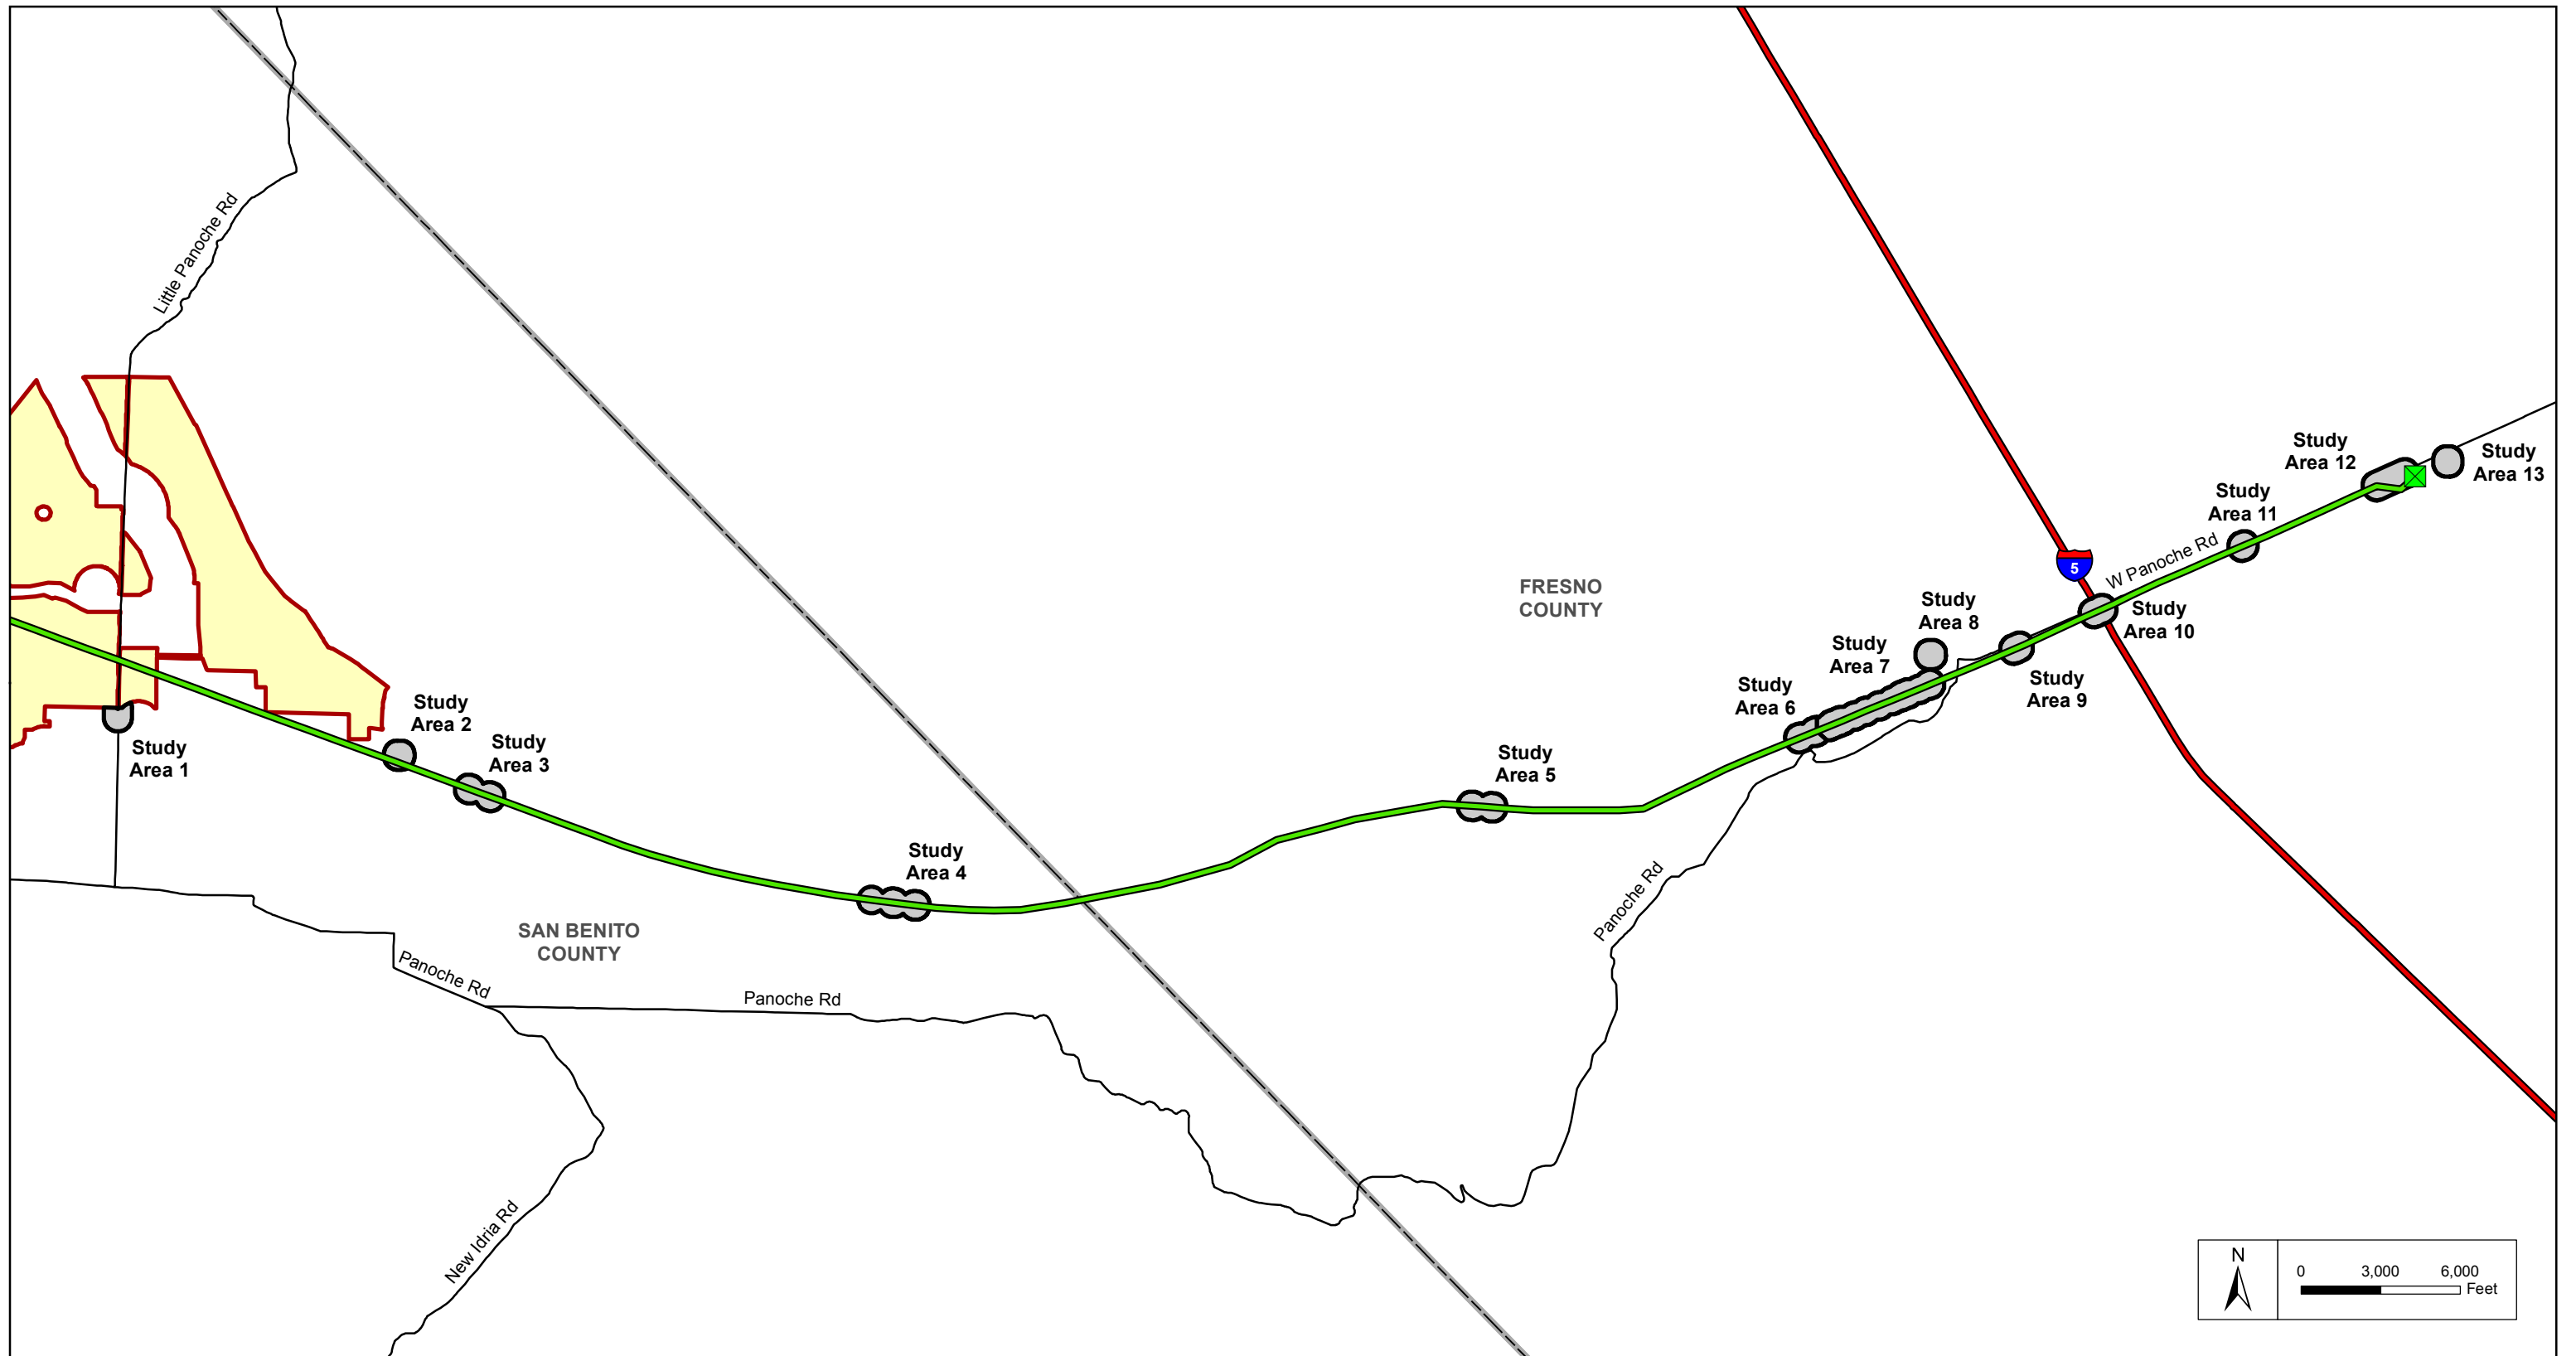 Little Panoche Rd
Study
Area 12
Study
Area 13
Study
Area 11
5
W Panoche Rd
FRESNO
COUNTY
Study
Area 8
Study
Area 10
Study
Area 7
Study
Area 9
Study
Area 6
Study
Area 2
Study
Area 3
Study
Area 1
Study
Area 5
Study
Area 4
Panoche Rd
SAN BENITO
COUNTY
Panoche Rd
Panoche Rd
New Idria Rd
N
0 3,000 6,000
Feet